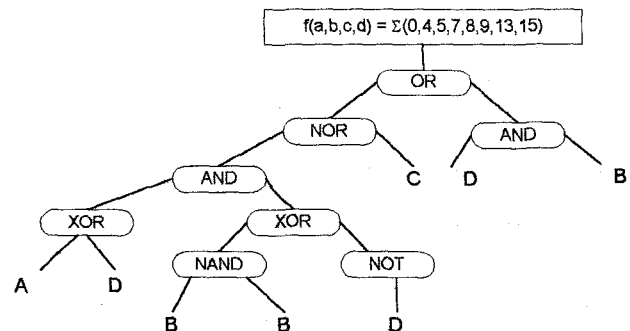 f(a,b,c,d) = Σ(0,4,5,7,8,9,13,15)
OR
NOR
AND
AND
C
D
B
XOR
XOR
A
D
NAND
NOT
B
B
D